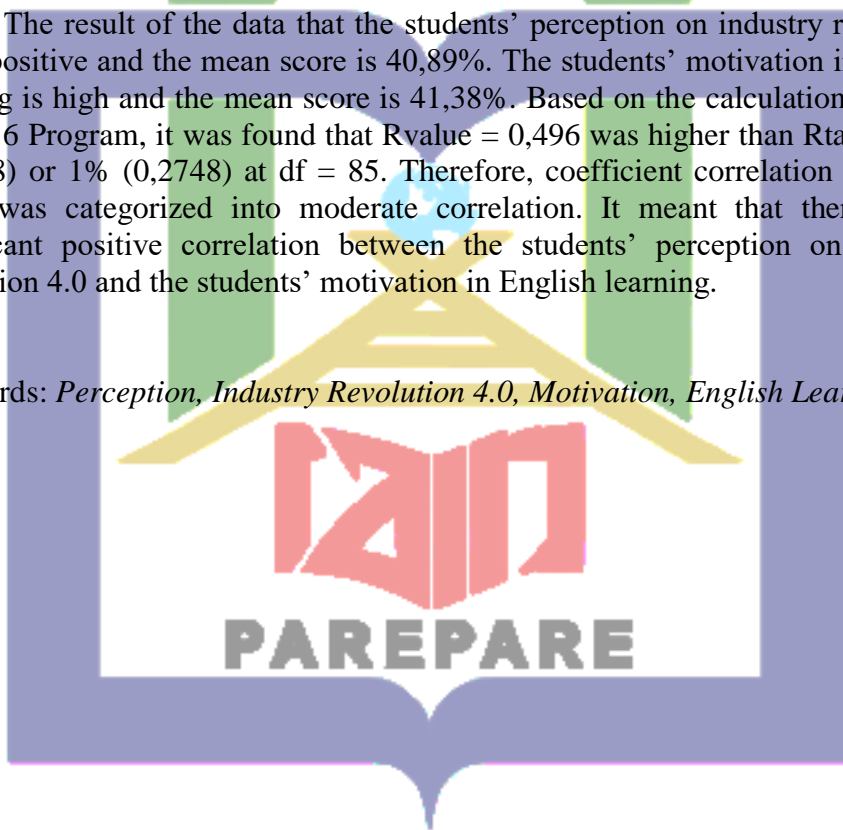 The result of the data that the students’ perception on industry r
ositive and the mean score is 40,89%. The students’ motivation i
g is high and the mean score is 41,38%. Based on the calculation
6 Program, it was found that Rvalue = 0,496 was higher than Rta
) or 1% (0,2748) at df = 85. Therefore, coefficient correlation
was categorized into moderate correlation. It meant that ther
cant positive correlation between the students’ perception on
ion 4.0 and the students’ motivation in English learning.
rds: Perception, Industry Revolution 4.0, Motivation, English Lear
iain
PAREPARE